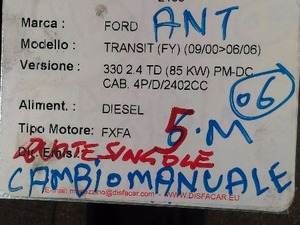 Marca : FORD ANT
Modello : TRANSIT (FY) (09/00>06/06)
Versione : 330 2.4 TD (85 KW) PM-DC
CAB. 4P/D/2402CC 06
Aliment. : DIESEL
Tipo Motore: FXFA 5.M
RUOTE SINGOLE
CAMBIO MANUALE
WWW.DISFACAR.EU